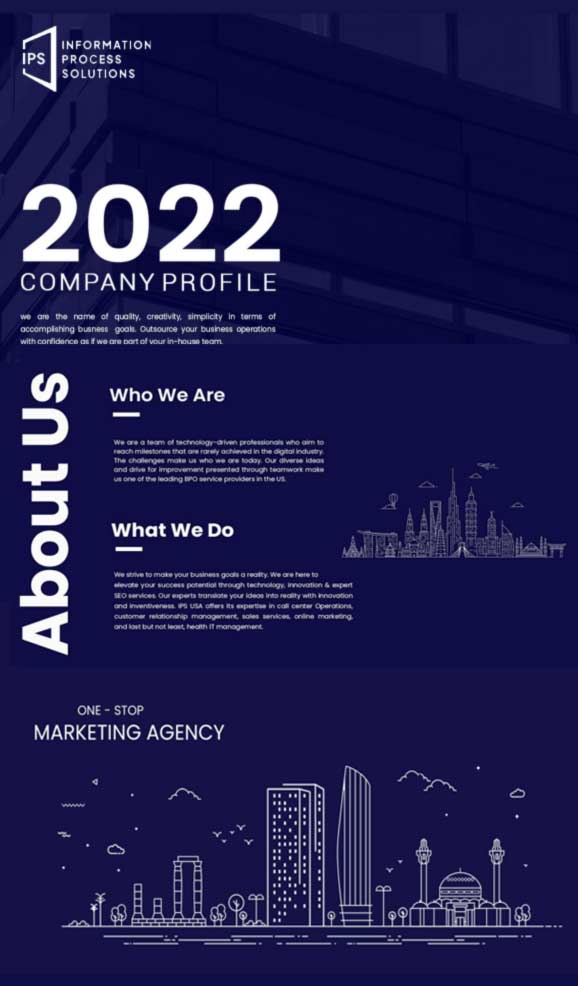 IPS
INFORMATION
PROCESS
SOLUTIONS
2022
COMPANY PROFILE
we are the name of quality, creativity, simplicity in terms of
accomplishing busness goals. Outsource your business operations
with confidence as if we are part of your in-house team.
About Us
Who We Are
We are a team of technology-driven professionals who aim to
reach milestones that are rarely achieved in the digital industry.
The challenges make us who we are today. Our diverse ideas
and drive for improvement presented through teamwork make
us one of the leading BPO service providers in the US.
What We Do
We strive to make your business goals a reality. We are here to
elevate your success potential through technology, innovation & expert
SEO services. Our experts translate your ideas into reality with innovation
and inventiveness. IPS USA offers its expertise in call center Operations,
customer relationship management, sales services, online marketing,
and last but not least, health IT management.
ONE - STOP
MARKETING AGENCY